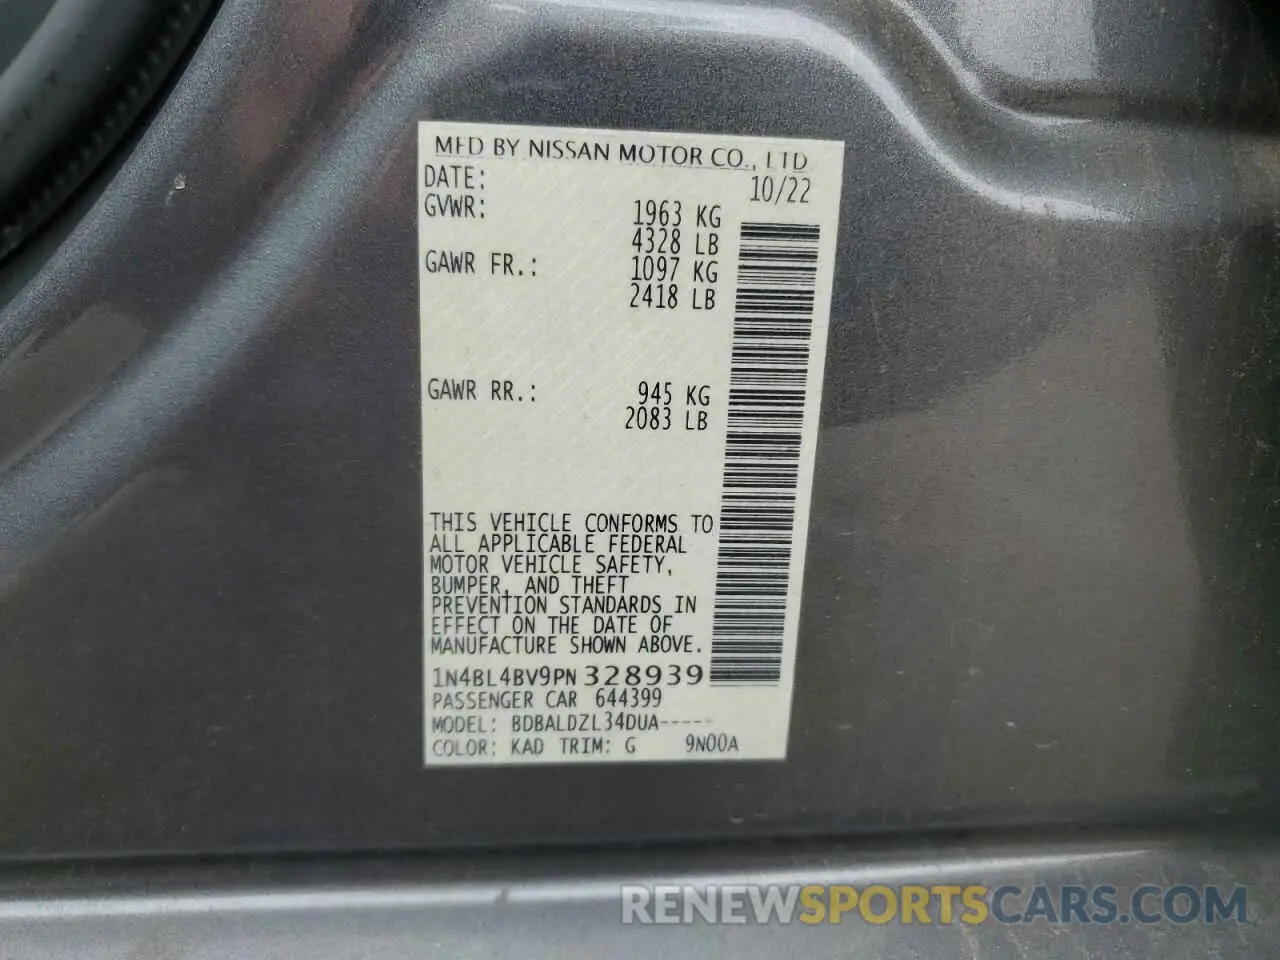 MFD BY NISSAN MOTOR CO., LTD
DATE: 10/22
GVWR: 1963 KG
4328 LB
GAWR FR.: 1097 KG
2418 LB
GAWR RR.: 945 KG
2083 LB
THIS VEHICLE CONFORMS TO
ALL APPLICABLE FEDERAL
MOTOR VEHICLE SAFETY,
BUMPER, AND THEFT
PREVENTION STANDARDS IN
EFFECT ON THE DATE OF
MANUFACTURE SHOWN ABOVE.
1N4BL4BV9PN328939
PASSENGER CAR 644399
MODEL: BDBALDZL34DUA-----
COLOR: KAD TRIM: G 9N00A
RENEWSPORTSCARS.COM